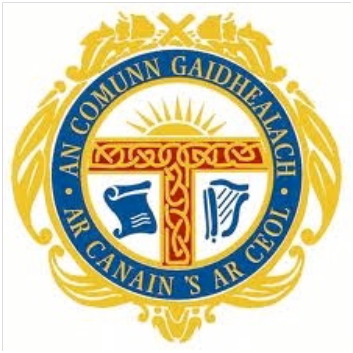 AN COMUNN GAIDHEALACH
AR CANAIN 'S AR CEOL